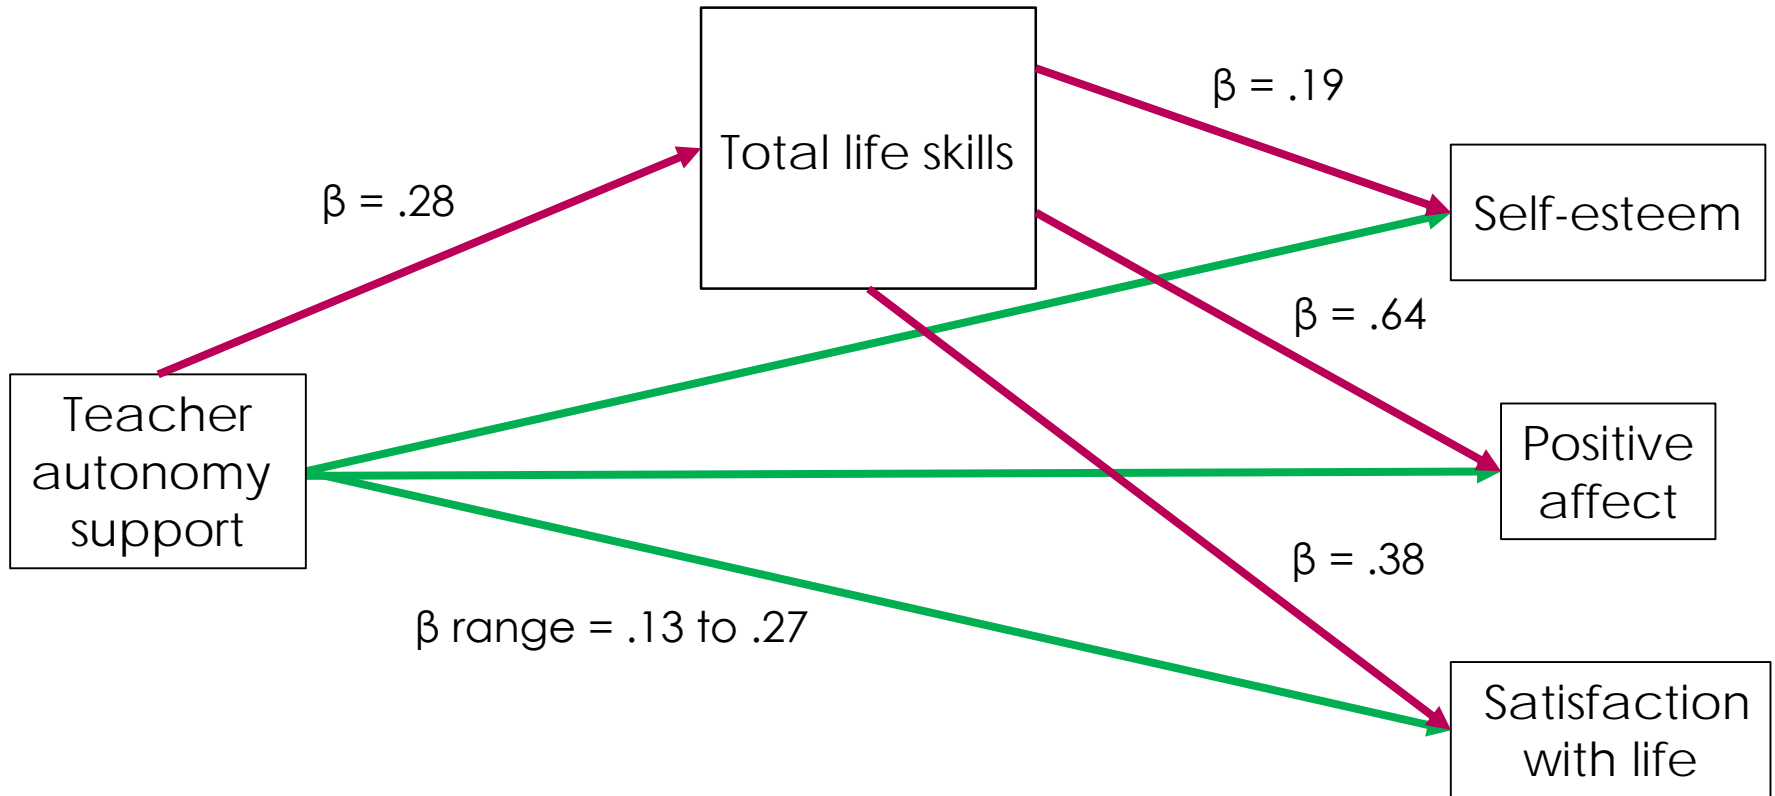 β = .19
Total life skills
β = .28
Self-esteem
β = .64
Teacher
autonomy
support
Positive
affect
β = .38
β range = .13 to .27
Satisfaction
with life